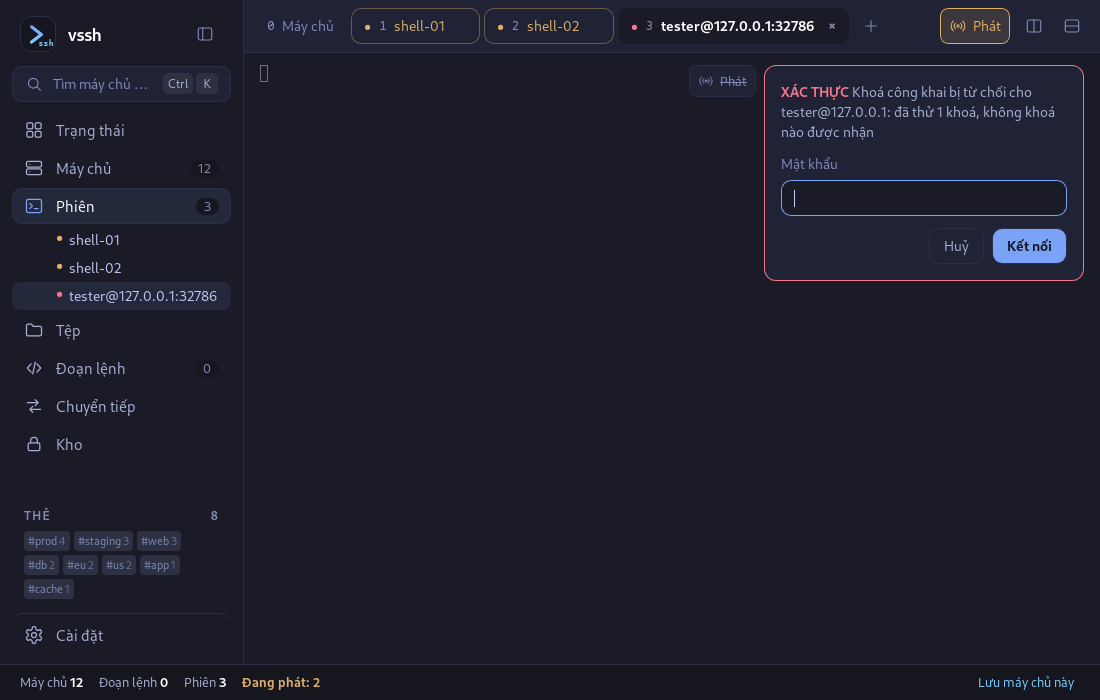 ssh
vssh
Tìm máy chủ ... Ctrl K
Trạng thái
Máy chủ 12
Phiên 3
shell-01
shell-02
tester@127.0.0.1:32786
Tệp
Đoạn lệnh 0
Chuyển tiếp
Kho
THẺ 8
#prod 4 #staging 3 #web 3
#db 2 #eu 2 #us 2 #app 1
#cache 1
Cài đặt
0 Máy chủ 1 shell-01 2 shell-02 3 tester@127.0.0.1:32786 × + Phát
Phát
XÁC THỰC Khoá công khai bị từ chối cho
tester@127.0.0.1: đã thử 1 khoá, không khoá
nào được nhận
Mật khẩu
Huỷ Kết nối
Máy chủ 12 Đoạn lệnh 0 Phiên 3 Đang phát: 2 Lưu máy chủ này